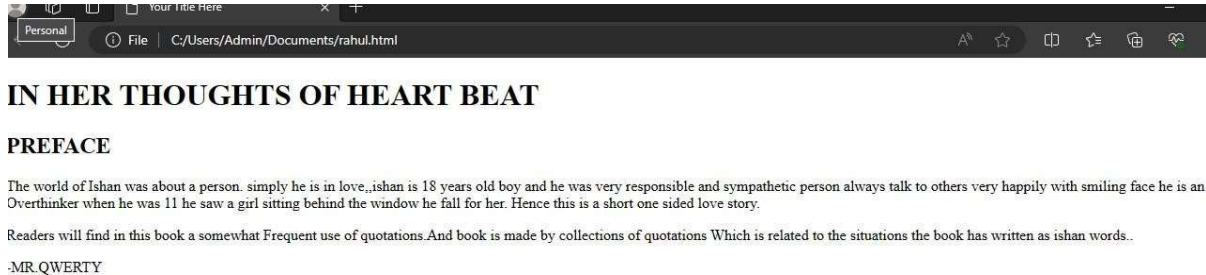 Your Title Here
Personal
File
C:/Users/Admin/Documents/rahul.html
IN HER THOUGHTS OF HEART BEAT
PREFACE
The world of Ishan was about a person. simply he is in love,,ishan is 18 years old boy and he was very responsible and sympathetic person always talk to others very happily with smiling face he is an
Overthinker when he was 11 he saw a girl sitting behind the window he fall for her. Hence this is a short one sided love story.
Readers will find in this book a somewhat Frequent use of quotations.And book is made by collections of quotations Which is related to the situations the book has written as ishan words..
-MR.QWERTY